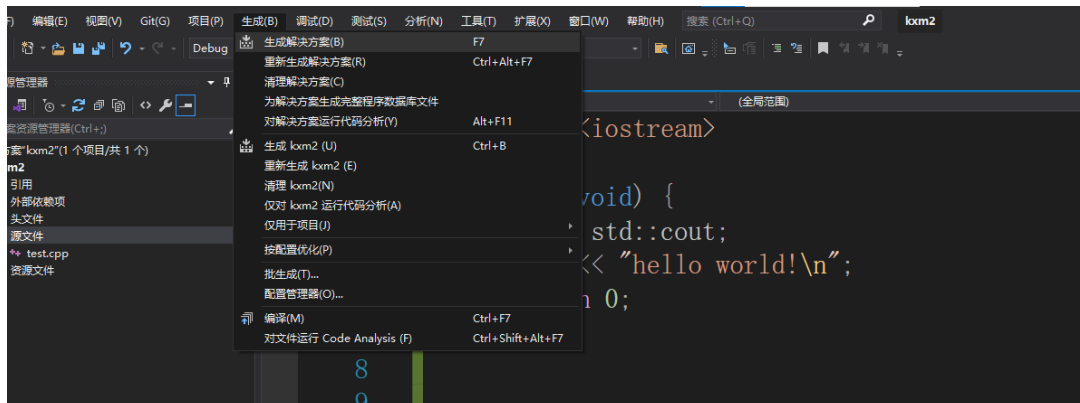 编辑(E) 视图(V) Git(G) 项目(P) 生成(B) 调试(D) 测试(S) 分析(N) 工具(T) 扩展(X) 窗口(W) 帮助(H) 搜索 (Ctrl+Q) kxm2
Debug
生成解决方案(B) F7
重新生成解决方案(R) Ctrl+Alt+F7
清理解决方案(C)
为解决方案生成完整程序数据库文件
对解决方案运行代码分析(Y) Alt+F11
生成 kxm2 (U) Ctrl+B
重新生成 kxm2 (E)
清理 kxm2(N)
仅对 kxm2 运行代码分析(A)
仅用于项目(J)
按配置优化(P)
批生成(T)...
配置管理器(O)...
编译(M) Ctrl+F7
对文件运行 Code Analysis (F) Ctrl+Shift+Alt+F7
源管理器
案资源管理器(Ctrl+;)
方案"kxm2"(1 个项目/共 1 个)
m2
引用
外部依赖项
头文件
源文件
test.cpp
资源文件
(全局范围)
<iostream>
void) {
std::cout;
<< "hello world!\n";
n 0;
8
9